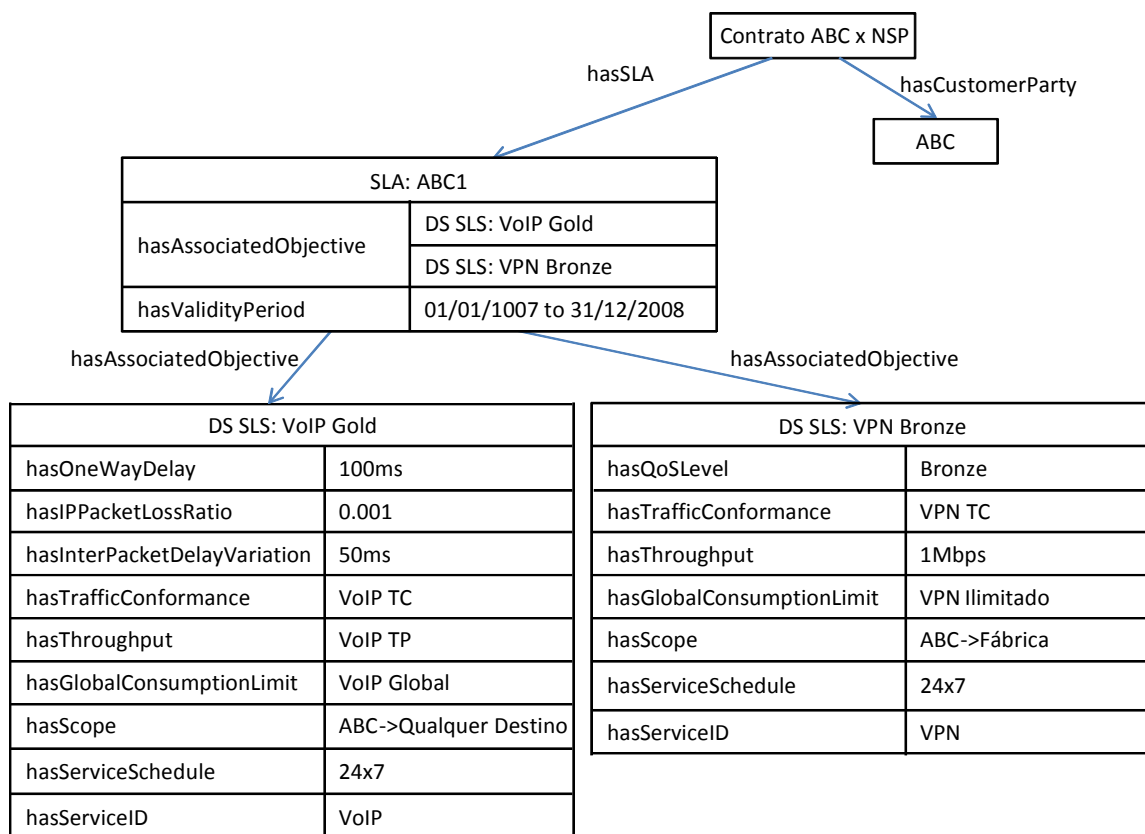 Contrato ABC x NSP
hasSLA
hasCustomerParty
ABC
SLA: ABC1
hasAssociatedObjective
DS SLS: VoIP Gold
DS SLS: VPN Bronze
hasValidityPeriod 01/01/1007 to 31/12/2008
hasAssociatedObjective
hasAssociatedObjective
DS SLS: VoIP Gold
hasOneWayDelay 100ms
hasIPPacketLossRatio 0.001
hasInterPacketDelayVariation 50ms
hasTrafficConformance VoIP TC
hasThroughput VoIP TP
hasGlobalConsumptionLimit VoIP Global
hasScope ABC->Qualquer Destino
hasServiceSchedule 24x7
hasServiceID VoIP
DS SLS: VPN Bronze
hasQoSLevel Bronze
hasTrafficConformance VPN TC
hasThroughput 1Mbps
hasGlobalConsumptionLimit VPN Ilimitado
hasScope ABC->Fábrica
hasServiceSchedule 24x7
hasServiceID VPN